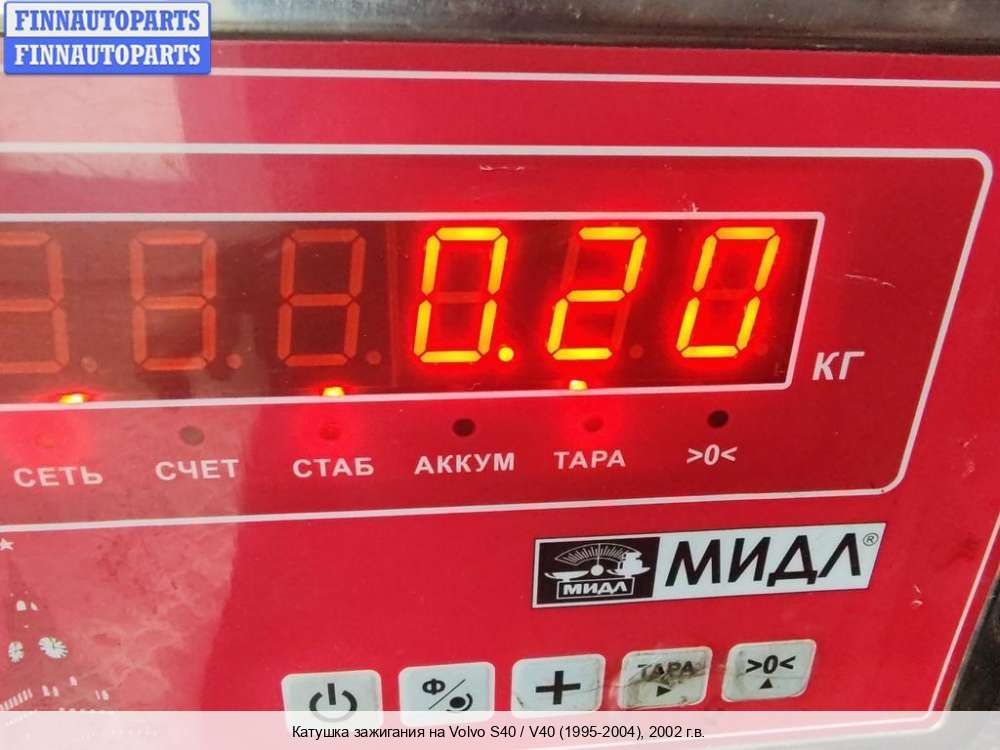 FINNAUTOPARTS
FINNAUTOPARTS
0.20
КГ
СЕТЬ СЧЕТ СТАБ АККУМ ТАРА >0<
МИДЛ МИДЛ®
Ф + ТАРА >0<
Катушка зажигания на Volvo S40 / V40 (1995-2004), 2002 г.в.